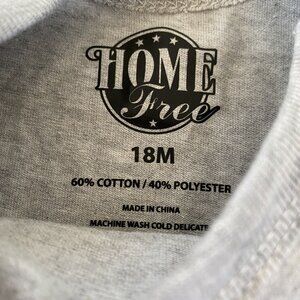 HOME
Free
18M
60% COTTON / 40% POLYESTER
MADE IN CHINA
MACHINE WASH COLD DELICATE